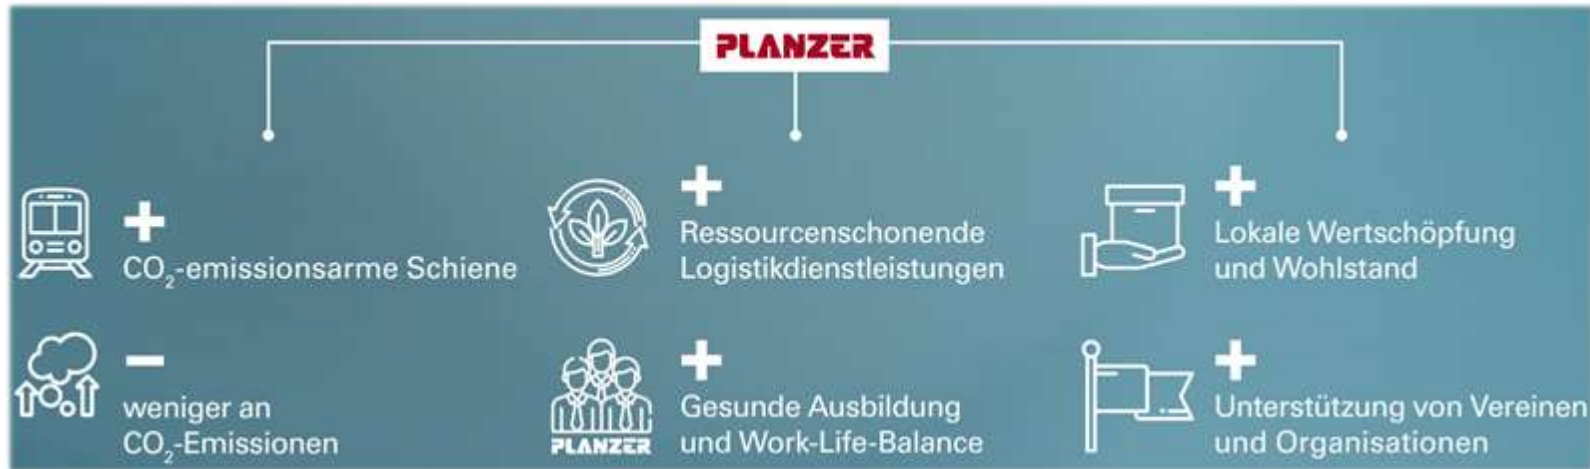 PLANZER
+
CO₂-emissionsarme Schiene
−
weniger an
CO₂-Emissionen
+
Ressourcenschonende
Logistikdienstleistungen
+
Gesunde Ausbildung
und Work-Life-Balance
PLANZER
+
Lokale Wertschöpfung
und Wohlstand
+
Unterstützung von Vereinen
und Organisationen